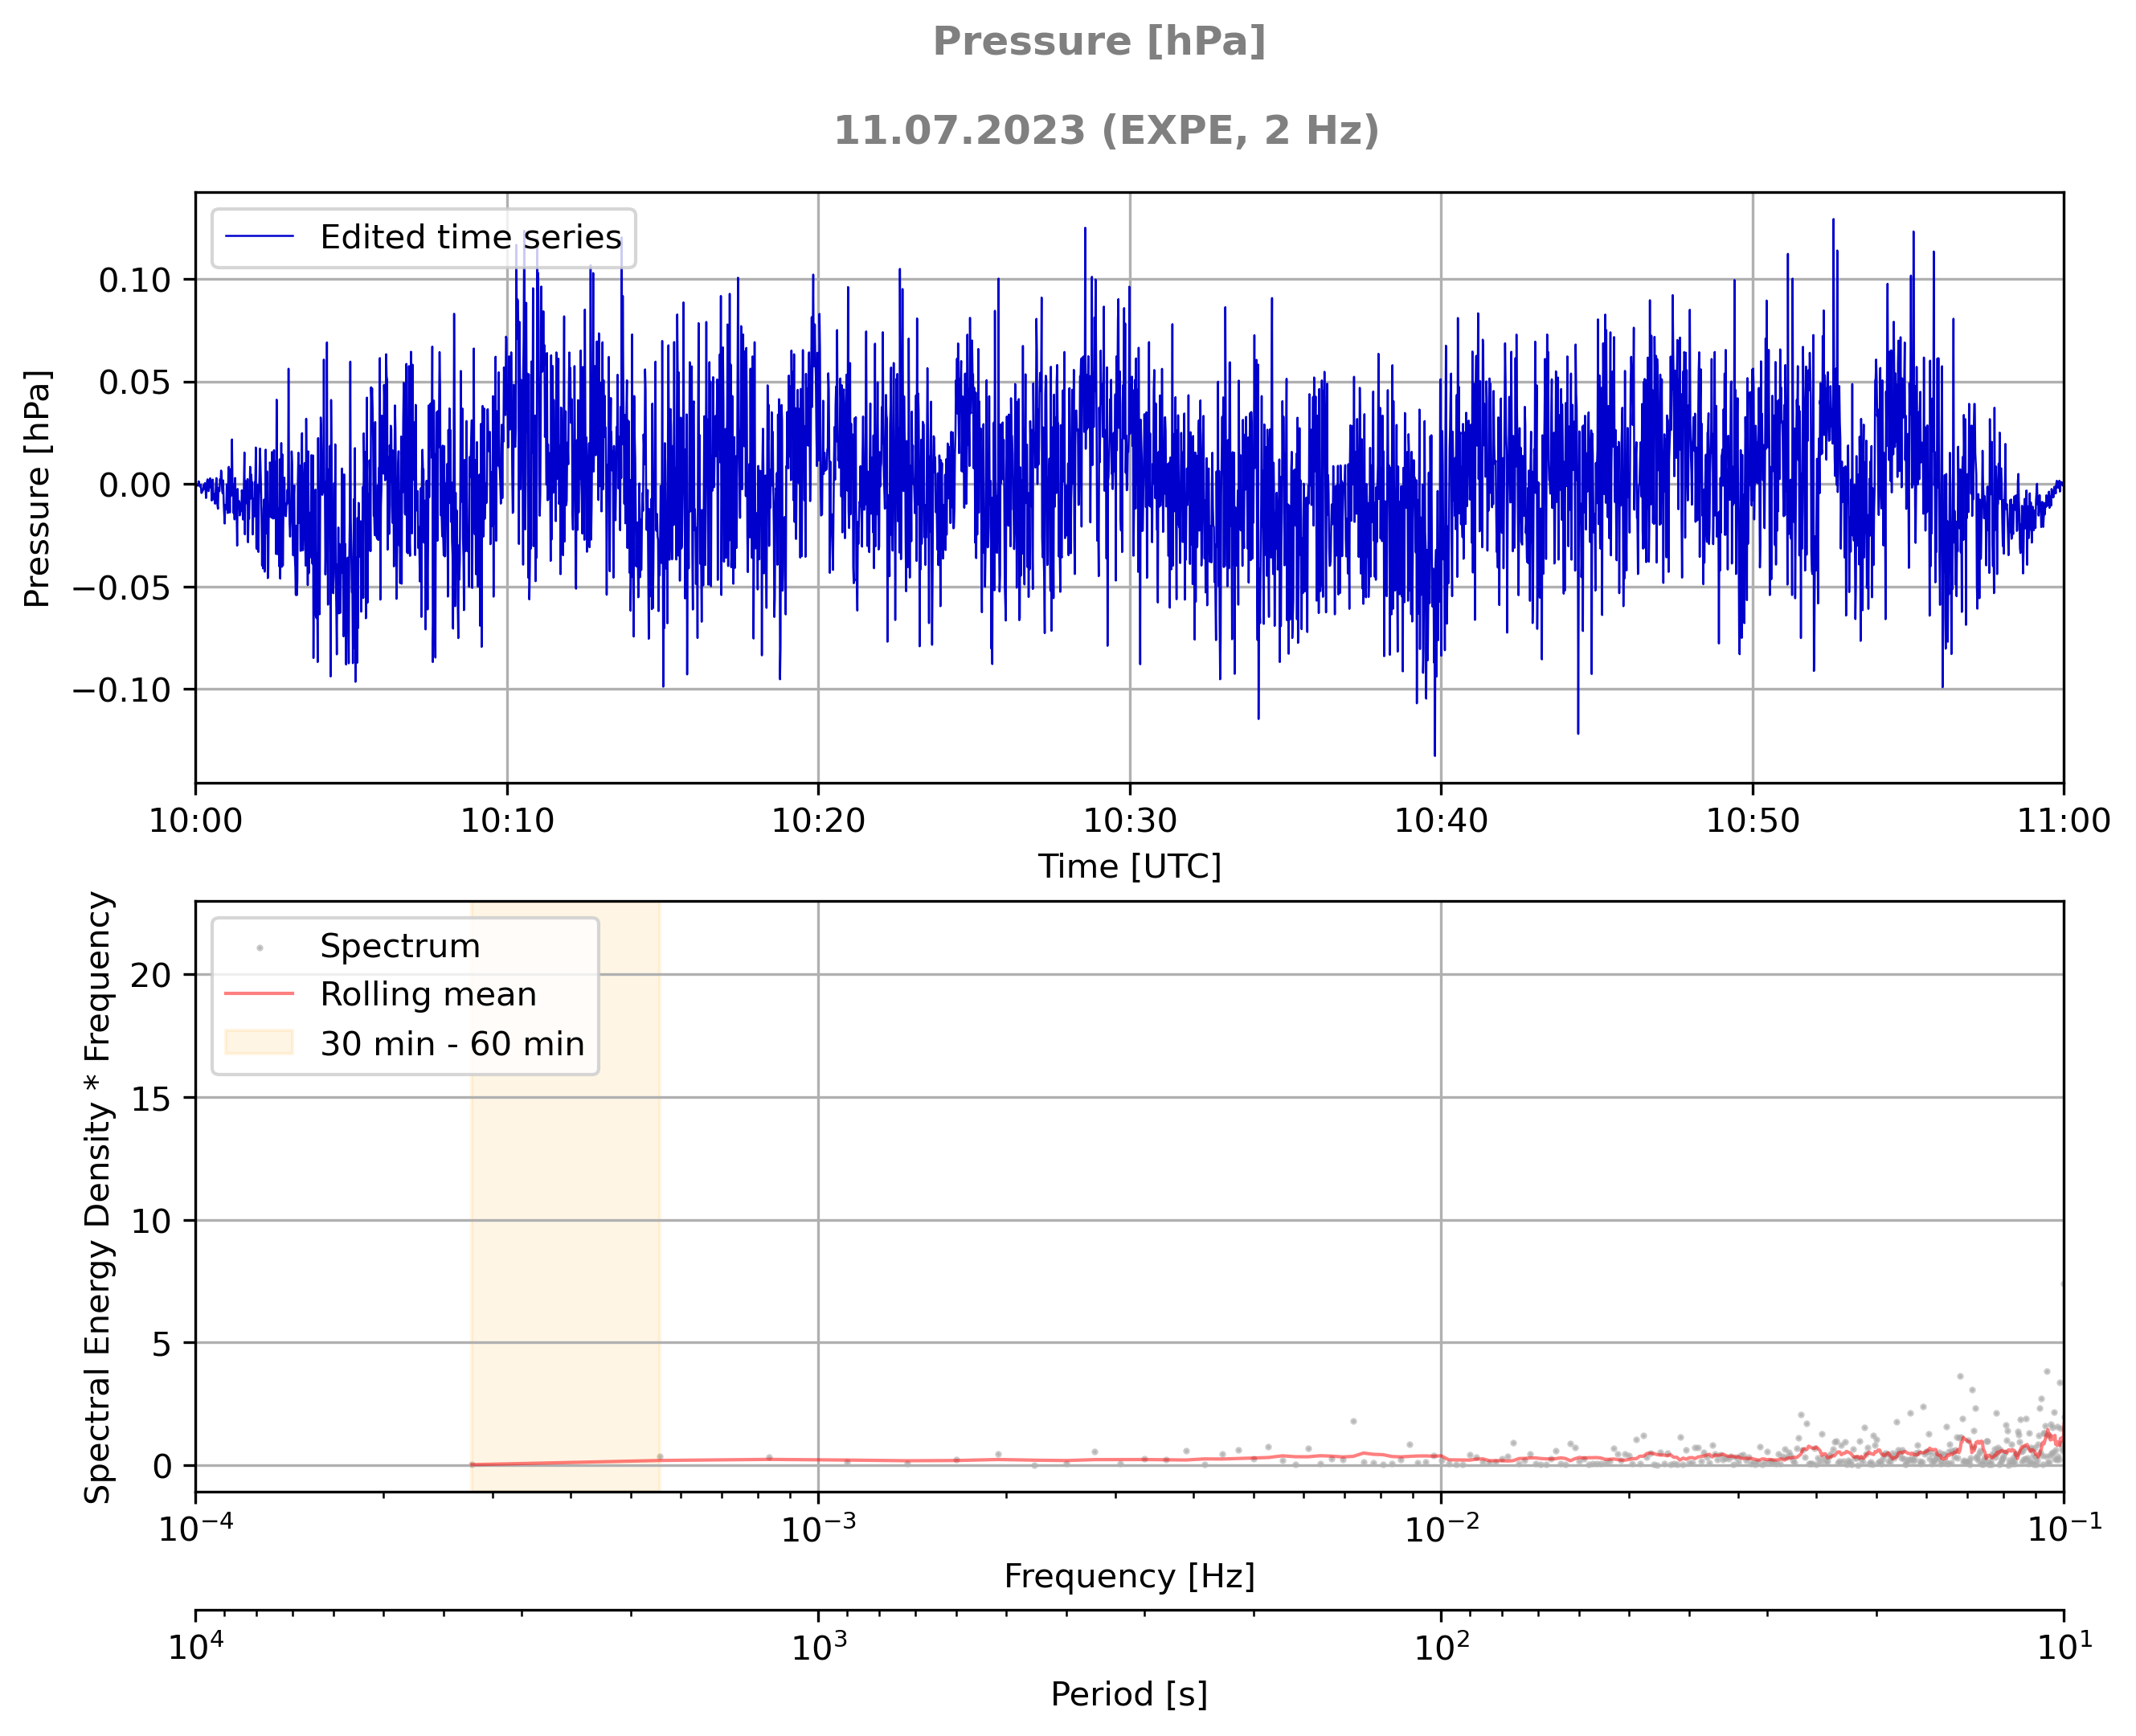 Pressure [hPa]
11.07.2023 (EXPE, 2 Hz)
Edited time series
Pressure [hPa]
0.10
0.05
0.00
−0.05
−0.10
10:00 10:10 10:20 10:30 10:40 10:50 11:00
Time [UTC]
Spectrum
Rolling mean
30 min - 60 min
Spectral Energy Density * Frequency
20
15
10
5
0
10⁻⁴ 10⁻³ 10⁻² 10⁻¹
Frequency [Hz]
10⁴ 10³ 10² 10¹
Period [s]